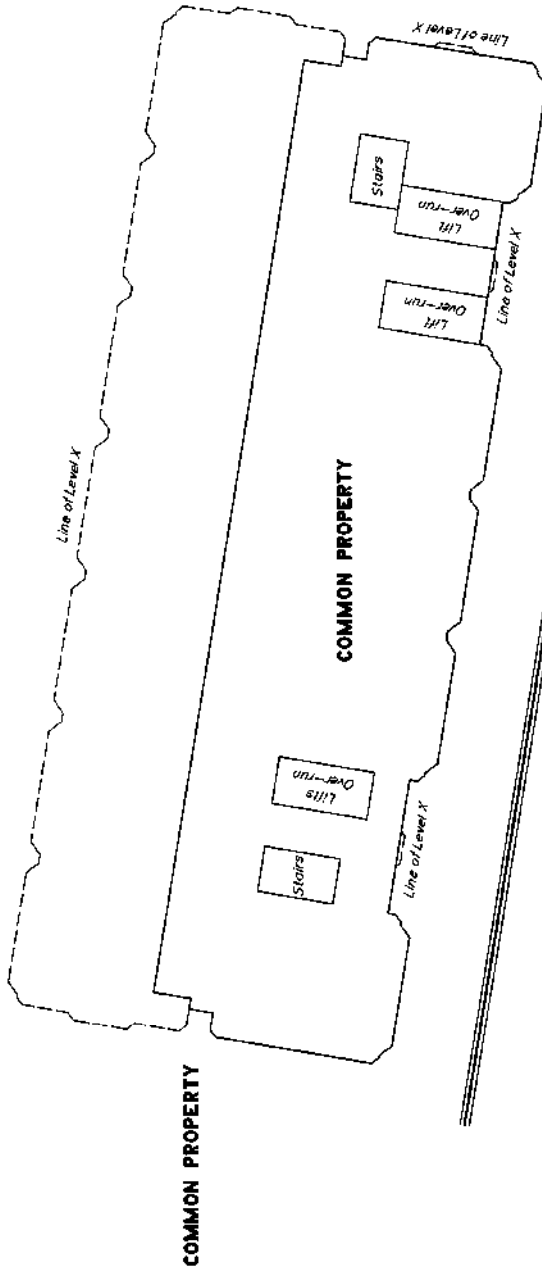 Line of Level X
Line of Level X
Stairs
Lift
Over-run
Lift
Over-run
Line of Level X
COMMON PROPERTY
Lifts
Over-run
Stairs
Line of Level X
COMMON PROPERTY